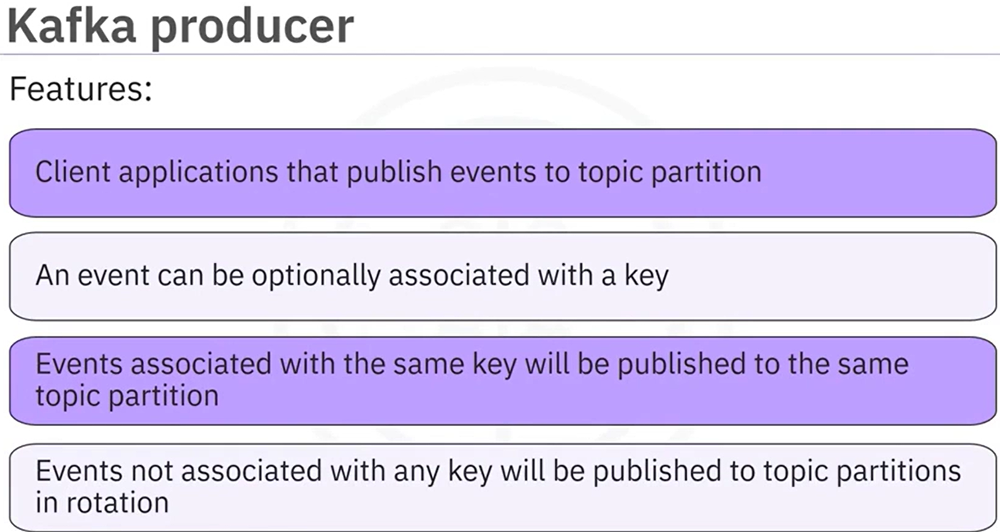 Kafka producer
Features:
Client applications that publish events to topic partition
An event can be optionally associated with a key
Events associated with the same key will be published to the same
topic partition
Events not associated with any key will be published to topic partitions
in rotation